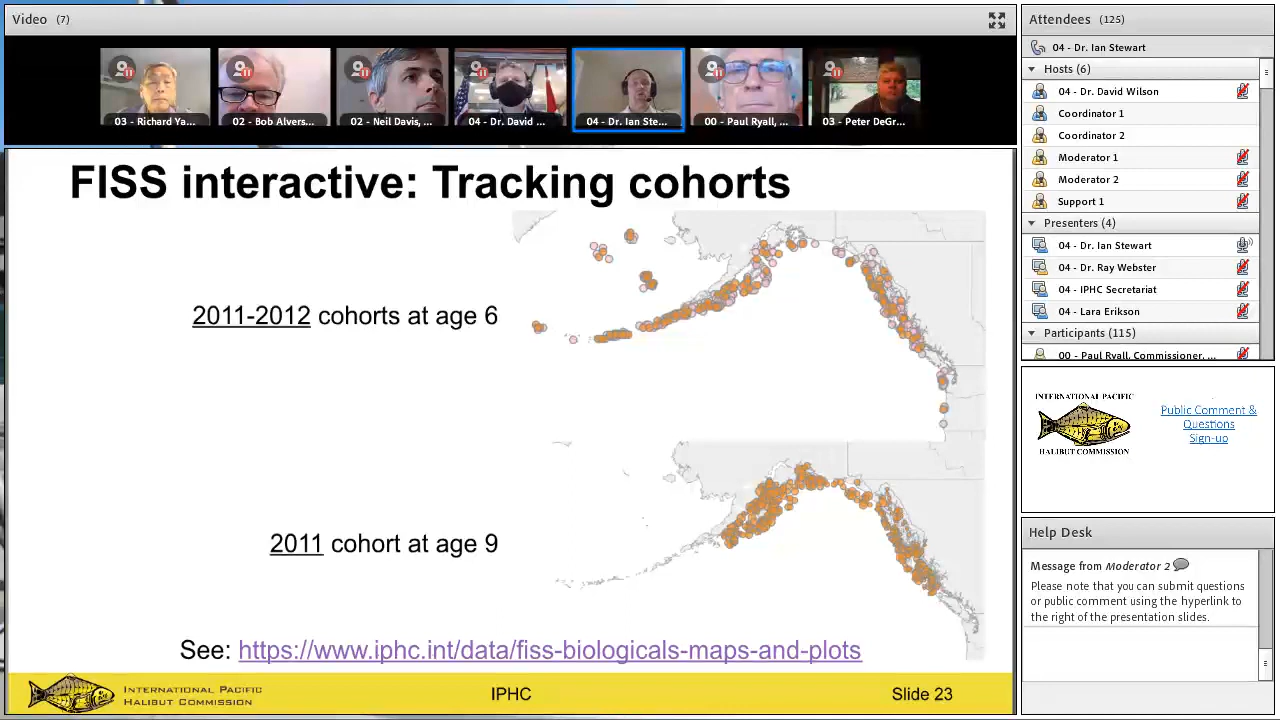 Video (7)
03 - Richard Ya...
02 - Bob Alvers...
02 - Neil Davis, ...
04 - Dr. David ...
04 - Dr. Ian Ste...
00 - Paul Ryall, ...
03 - Peter DeGr...
FISS interactive: Tracking cohorts
2011-2012 cohorts at age 6
2011 cohort at age 9
See: https://www.iphc.int/data/fiss-biologicals-maps-and-plots
INTERNATIONAL PACIFIC
HALIBUT COMMISSION
IPHC
Slide 23
Attendees (125)
04 - Dr. Ian Stewart
Hosts (6)
04 - Dr. David Wilson
Coordinator 1
Coordinator 2
Moderator 1
Moderator 2
Support 1
Presenters (4)
04 - Dr. Ian Stewart
04 - Dr. Ray Webster
04 - IPHC Secretariat
04 - Lara Erikson
Participants (115)
00 - Paul Ryall, Commissioner, ...
INTERNATIONAL PACIFIC
HALIBUT COMMISSION
Public Comment &
Questions
Sign-up
Help Desk
Message from Moderator 2
Please note that you can submit questions
or public comment using the hyperlink to
the right of the presentation slides.